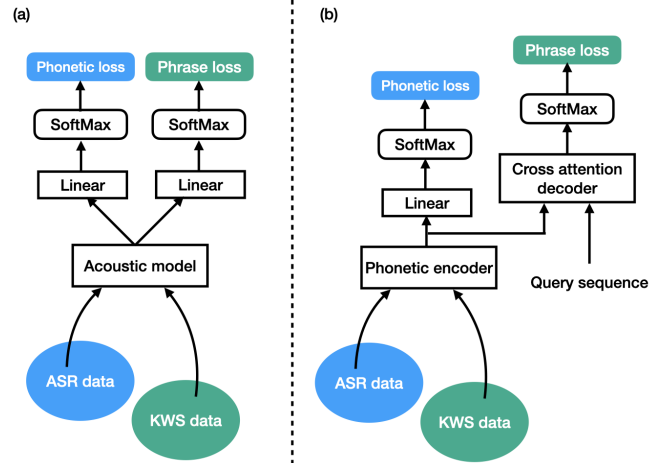 (a)
Phonetic loss
Phrase loss
SoftMax
SoftMax
Linear
Linear
Acoustic model
ASR data
KWS data
(b)
Phrase loss
Phonetic loss
SoftMax
SoftMax
Cross attention
decoder
Linear
Phonetic encoder
Query sequence
ASR data
KWS data